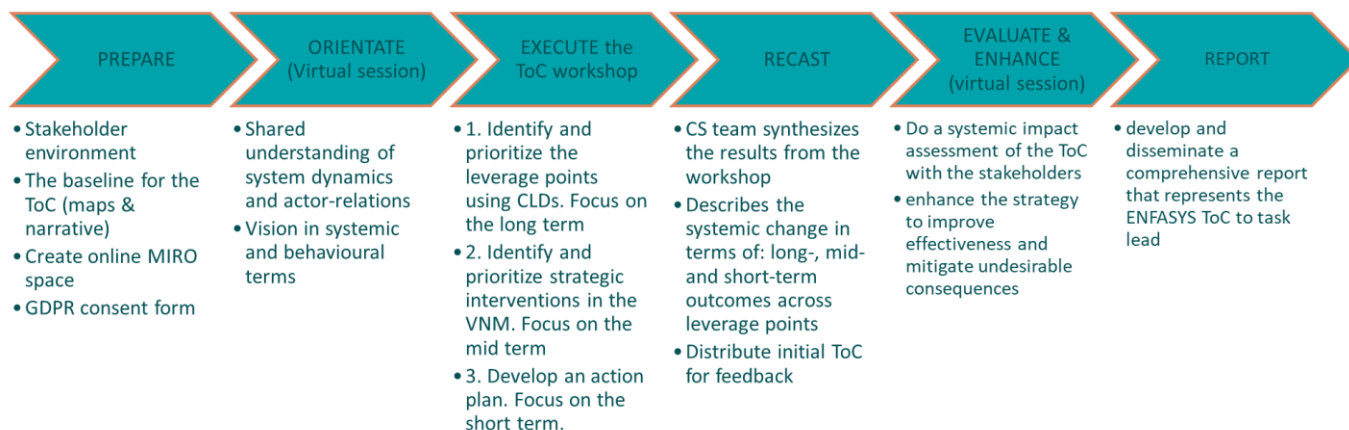 PREPARE
ORIENTATE
(Virtual session)
EXECUTE the
ToC workshop
RECAST
EVALUATE &
ENHANCE
(virtual session)
REPORT
• Stakeholder
environment
• The baseline for the
ToC (maps &
narrative)
• Create online MIRO
space
• GDPR consent form
• Shared
understanding of
system dynamics
and actor-relations
• Vision in systemic
and behavioural
terms
• 1. Identify and
prioritize the
leverage points
using CLDs. Focus on
the long term
• 2. Identify and
prioritize strategic
interventions in the
VNM. Focus on the
mid term
• 3. Develop an action
plan. Focus on the
short term.
• CS team synthesizes
the results from the
workshop
• Describes the
systemic change in
terms of: long-, mid-
and short-term
outcomes across
leverage points
• Distribute initial ToC
for feedback
• Do a systemic impact
assessment of the ToC
with the stakeholders
• enhance the strategy
to improve
effectiveness and
mitigate undesirable
consequences
• develop and
disseminate a
comprehensive report
that represents the
ENFASYS ToC to task
lead